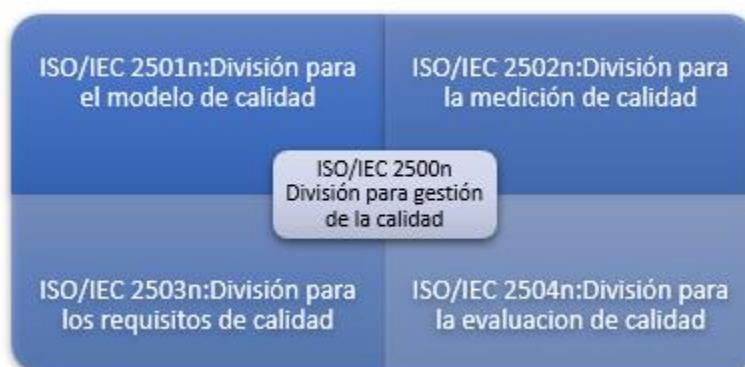 ISO/IEC 2501n:División para
el modelo de calidad
ISO/IEC 2502n:División para
la medición de calidad
ISO/IEC 2500n
División para gestión
de la calidad
ISO/IEC 2503n:División para
los requisitos de calidad
ISO/IEC 2504n:División para
la evaluacion de calidad